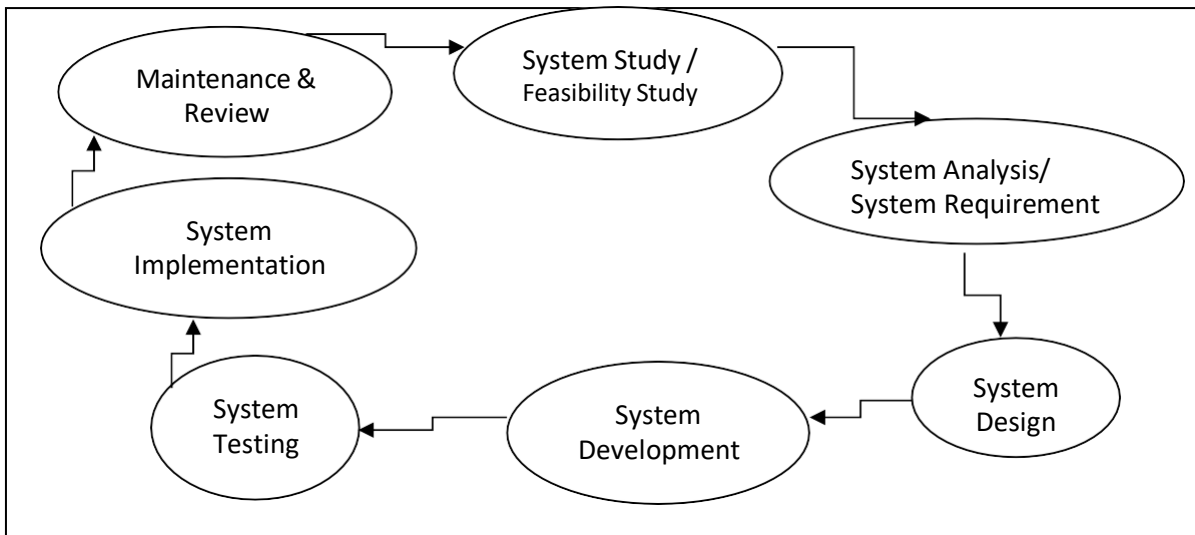 System Study /
Feasibility Study
System Analysis/
System Requirement
System
Design
System
Development
System
Testing
System
Implementation
Maintenance &
Review